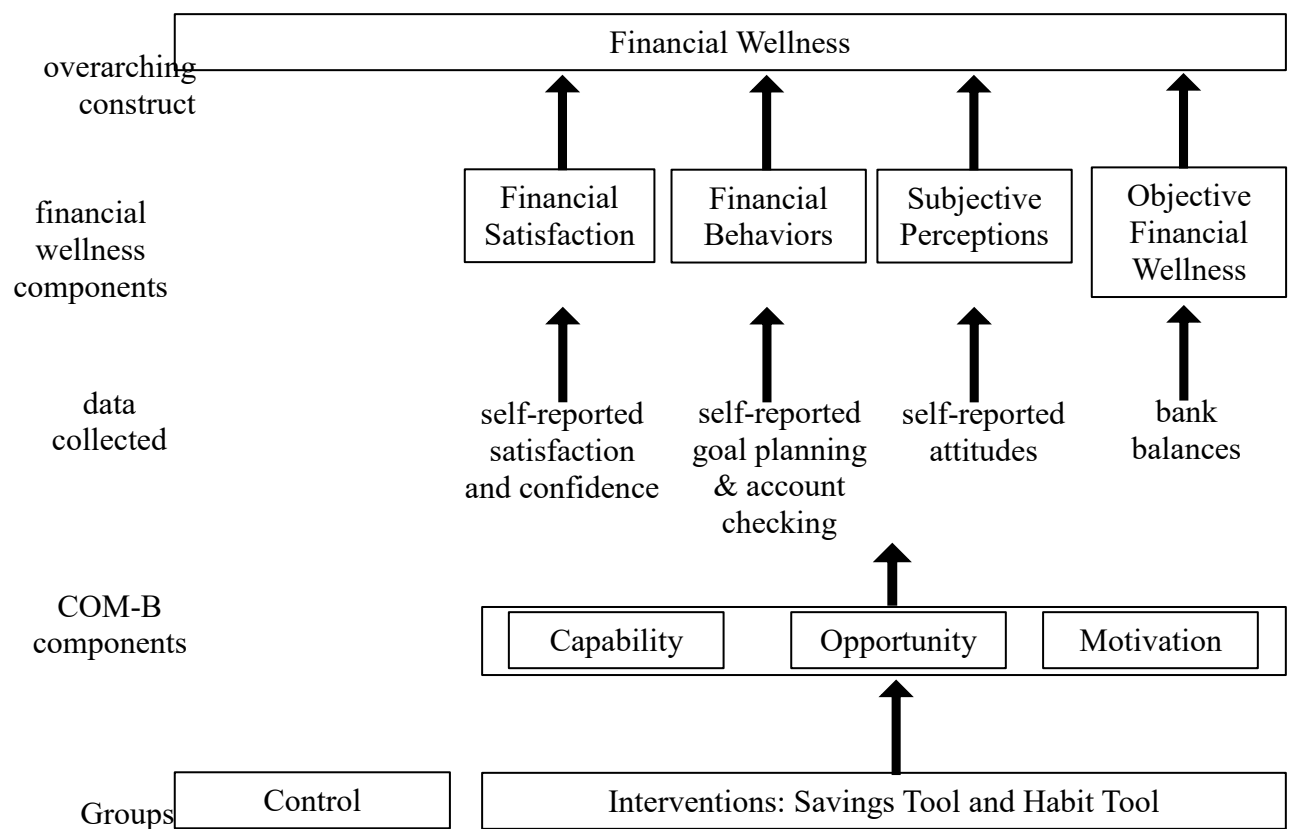 Financial Wellness
overarching
construct
financial
wellness
components
Financial
Satisfaction
Financial
Behaviors
Subjective
Perceptions
Objective
Financial
Wellness
data
collected
self-reported
satisfaction
and confidence
self-reported
goal planning
& account
checking
self-reported
attitudes
bank
balances
COM-B
components
Capability
Opportunity
Motivation
Groups
Control
Interventions: Savings Tool and Habit Tool